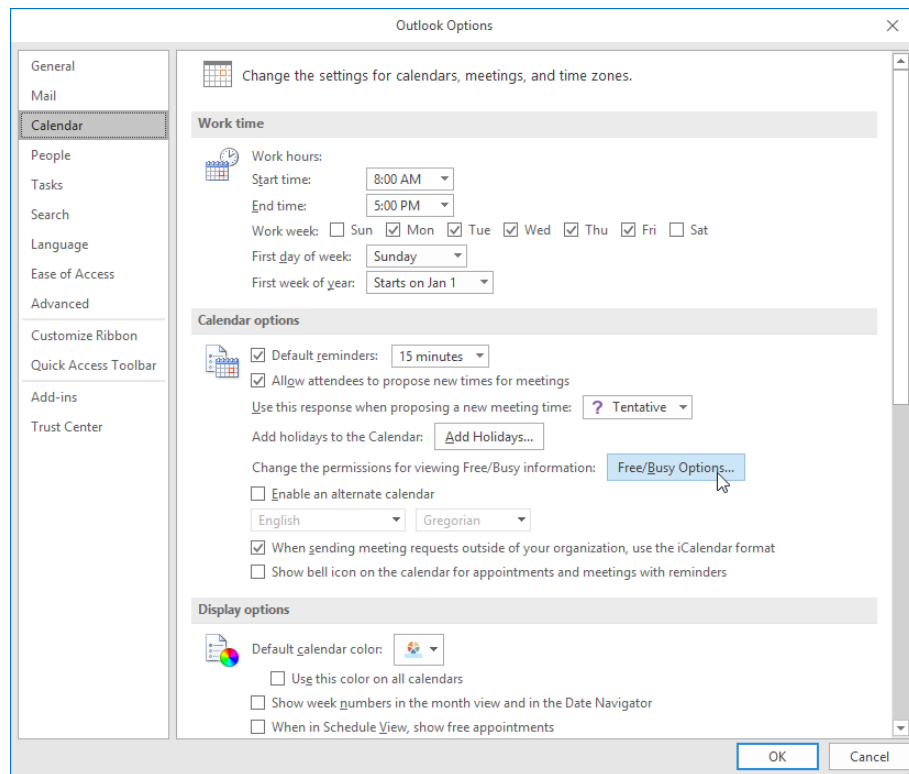 Outlook Options
General
Mail
Calendar
People
Tasks
Search
Language
Ease of Access
Advanced
Customize Ribbon
Quick Access Toolbar
Add-ins
Trust Center
Change the settings for calendars, meetings, and time zones.
Work time
Work hours:
Start time: 8:00 AM
End time: 5:00 PM
Work week: Sun Mon Tue Wed Thu Fri Sat
First day of week: Sunday
First week of year: Starts on Jan 1
Calendar options
Default reminders: 15 minutes
Allow attendees to propose new times for meetings
Use this response when proposing a new meeting time: ? Tentative
Add holidays to the Calendar: Add Holidays...
Change the permissions for viewing Free/Busy information: Free/Busy Options...
Enable an alternate calendar
English Gregorian
When sending meeting requests outside of your organization, use the iCalendar format
Show bell icon on the calendar for appointments and meetings with reminders
Display options
Default calendar color:
Use this color on all calendars
Show week numbers in the month view and in the Date Navigator
When in Schedule View, show free appointments
OK Cancel